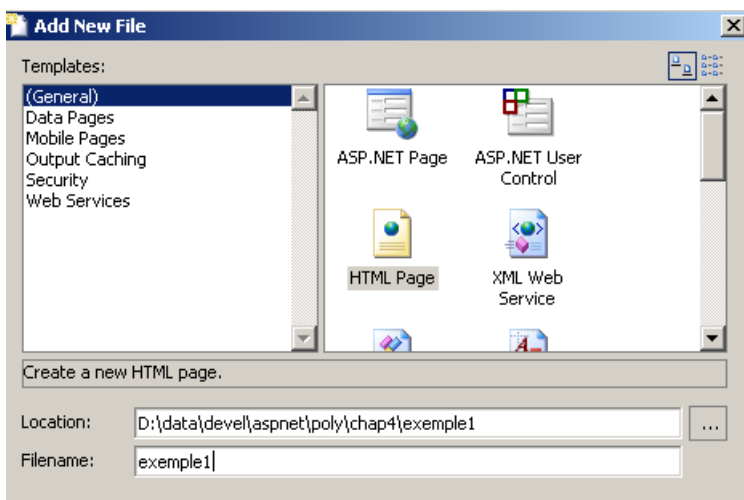 Add New File
Templates:
(General)
Data Pages
Mobile Pages
Output Caching
Security
Web Services
ASP.NET Page
ASP.NET User
Control
HTML Page
XML Web
Service
Create a new HTML page.
Location:
D:\data\devel\aspnet\poly\chap4\exemple1
...
Filename:
exemple1